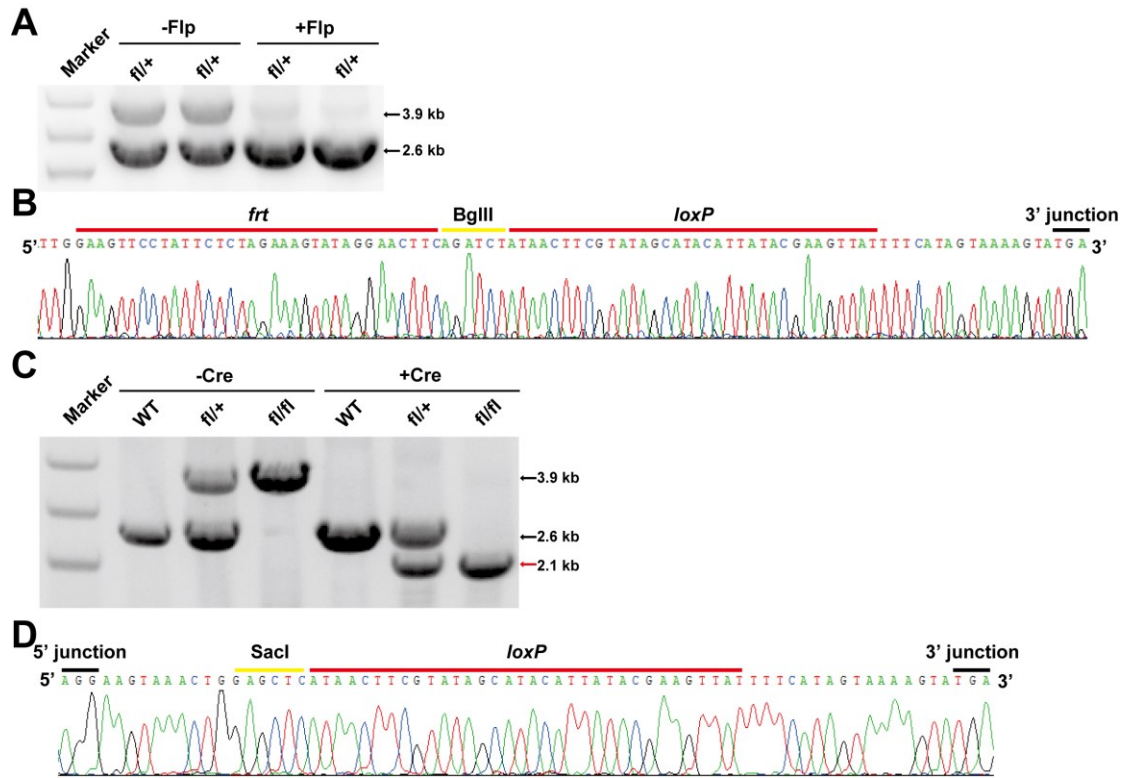 A
-Flp +Flp
Marker fl/+ fl/+ fl/+ fl/+
3.9 kb
2.6 kb
B
frt BglII loxP 3' junction
5' TTGGAAGTTCCTATTCTCTAGAAAGTATAGGAACTTCAGATCTATAACTTCGTATAGCATACATTATACGAAGTTATTTTCATAGTAAAAGTATGA 3'
C
-Cre +Cre
Marker WT fl/+ fl/fl WT fl/+ fl/fl
3.9 kb
2.6 kb
2.1 kb
D
5' junction SacI loxP 3' junction
5' AGGAAGTAAACTGGAGCTCATAACTTCGTATAGCATACATTATACGAAGTTATTTTCATAGTAAAAGTATGA 3'